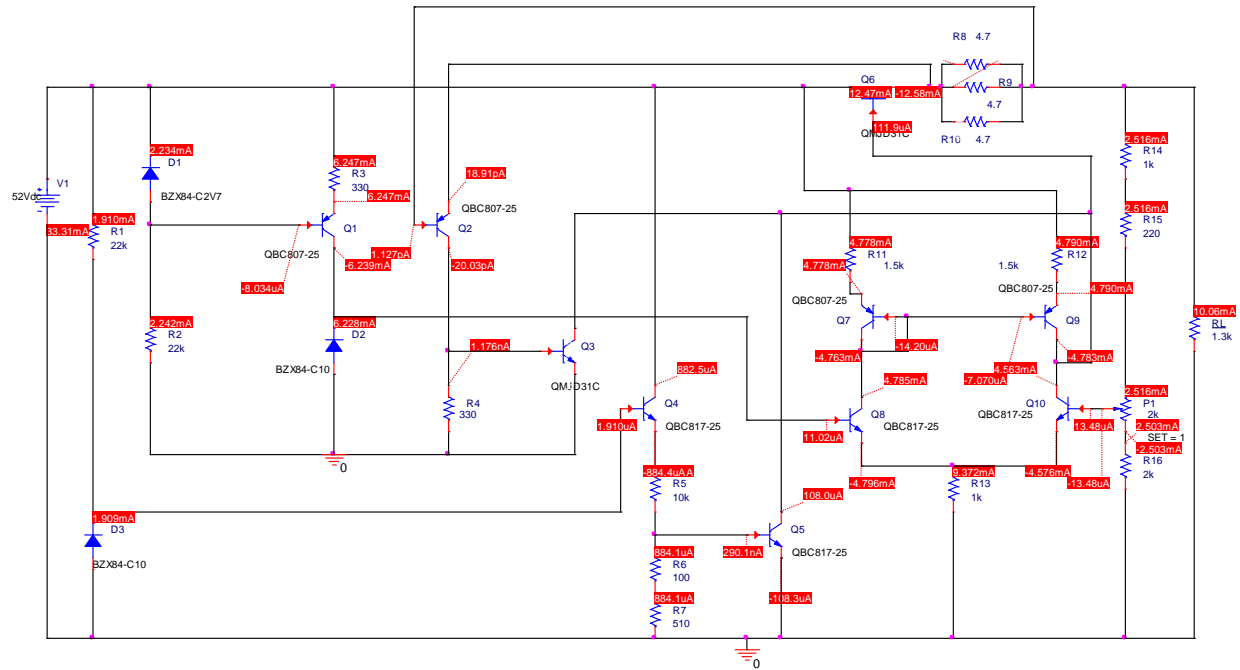 R8 4.7
Q6
12.47mA
-12.58mA
R9
4.7
111.9uA
R10 4.7
2.234mA
D1
BZX84-C2V7
6.247mA
R3
330
18.91pA
2.516mA
R14
1k
V1
52Vdc
33.31mA
1.910mA
R1
22k
6.247mA
QBC807-25
Q1
Q2
1.127pA
QBC807-25
-6.239mA
-20.03pA
-8.034uA
2.516mA
R15
220
4.778mA
R11
1.5k
4.778mA
4.790mA
R12
1.5k
4.790mA
QBC807-25
QBC807-25
Q7
Q9
-14.20uA
-4.763mA
-4.783mA
-7.070uA
10.06mA
RL
1.3k
2.242mA
R2
22k
6.228mA
D2
BZX84-C10
1.176nA
Q3
QMJD31C
R4
330
882.5uA
Q4
QBC817-25
1.910uA
4.785mA
Q8
QBC817-25
11.02uA
-4.796mA
4.563mA
Q10
QBC817-25
13.48uA
-4.576mA
-13.48uA
2.516mA
P1
2k
2.503mA
SET = 1
-2.503mA
R16
2k
0
-884.4uA
R5
10k
9.372mA
R13
1k
1.909mA
D3
BZX84-C10
108.0uA
Q5
QBC817-25
290.1nA
884.1uA
R6
100
-108.3uA
884.1uA
R7
510
0